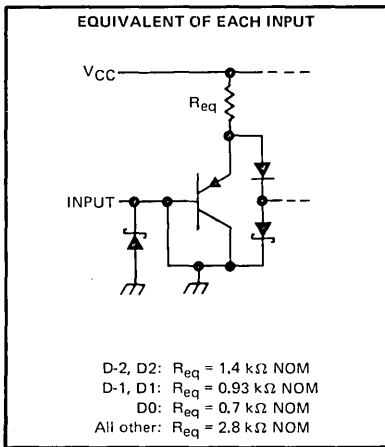 EQUIVALENT OF EACH INPUT
VCC
Req
INPUT
D-2, D2: Req = 1.4 kΩ NOM
D-1, D1: Req = 0.93 kΩ NOM
D0: Req = 0.7 kΩ NOM
All other: Req = 2.8 kΩ NOM